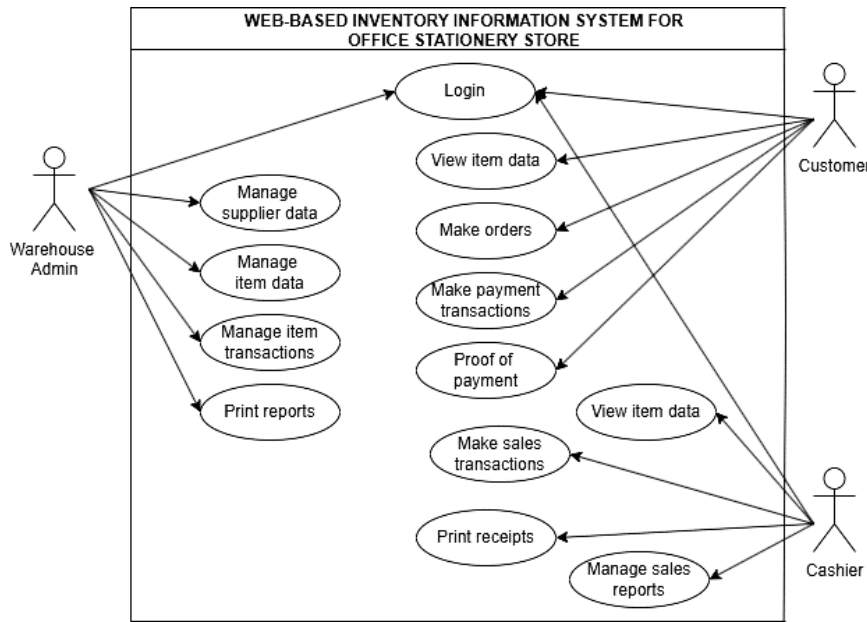 WEB-BASED INVENTORY INFORMATION SYSTEM FOR
OFFICE STATIONERY STORE
Login
View item data
Customer
Manage
supplier data
Warehouse
Admin
Make orders
Manage
item data
Make payment
transactions
Manage item
transactions
Proof of
payment
Print reports
View item data
Make sales
transactions
Print receipts
Manage sales
reports
Cashier